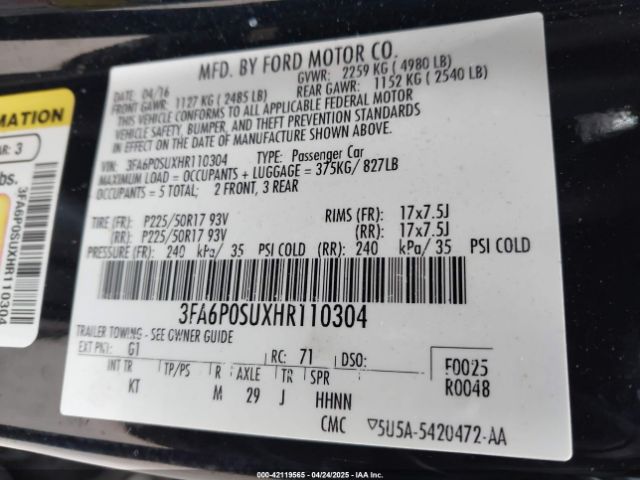 MFD. BY FORD MOTOR CO.
DATE: 04/16 GVWR: 2259 KG ( 4980 LB)
FRONT GAWR: 1127 KG ( 2485 LB) REAR GAWR: 1152 KG ( 2540 LB)
THIS VEHICLE CONFORMS TO ALL APPLICABLE FEDERAL MOTOR
VEHICLE SAFETY, BUMPER, AND THEFT PREVENTION STANDARDS
IN EFFECT ON THE DATE OF MANUFACTURE SHOWN ABOVE.
VIN: 3FA6P0SUXHR110304 TYPE: Passenger Car
MAXIMUM LOAD = OCCUPANTS + LUGGAGE = 375KG/ 827LB
OCCUPANTS = 5 TOTAL; 2 FRONT, 3 REAR
TIRE (FR): P225/50R17 93V RIMS (FR): 17x7.5J
(RR): P225/50R17 93V (RR): 17x7.5J
PRESSURE (FR): 240 kPa/ 35 PSI COLD (RR): 240 kPa/ 35 PSI COLD
3FA6P0SUXHR110304
TRAILER TOWING - SEE OWNER GUIDE
EXT PNT: G1 RC: 71 DSO: F0025
INT TR TP/PS R AXLE TR SPR R0048
KT M 29 J HHNN
CMC ▽5U5A-5420472-AA
MATION
AR: 3
bs.
3FA6P0SUXHR110304
000-42119565 - 04/24/2025 - IAAI.COM